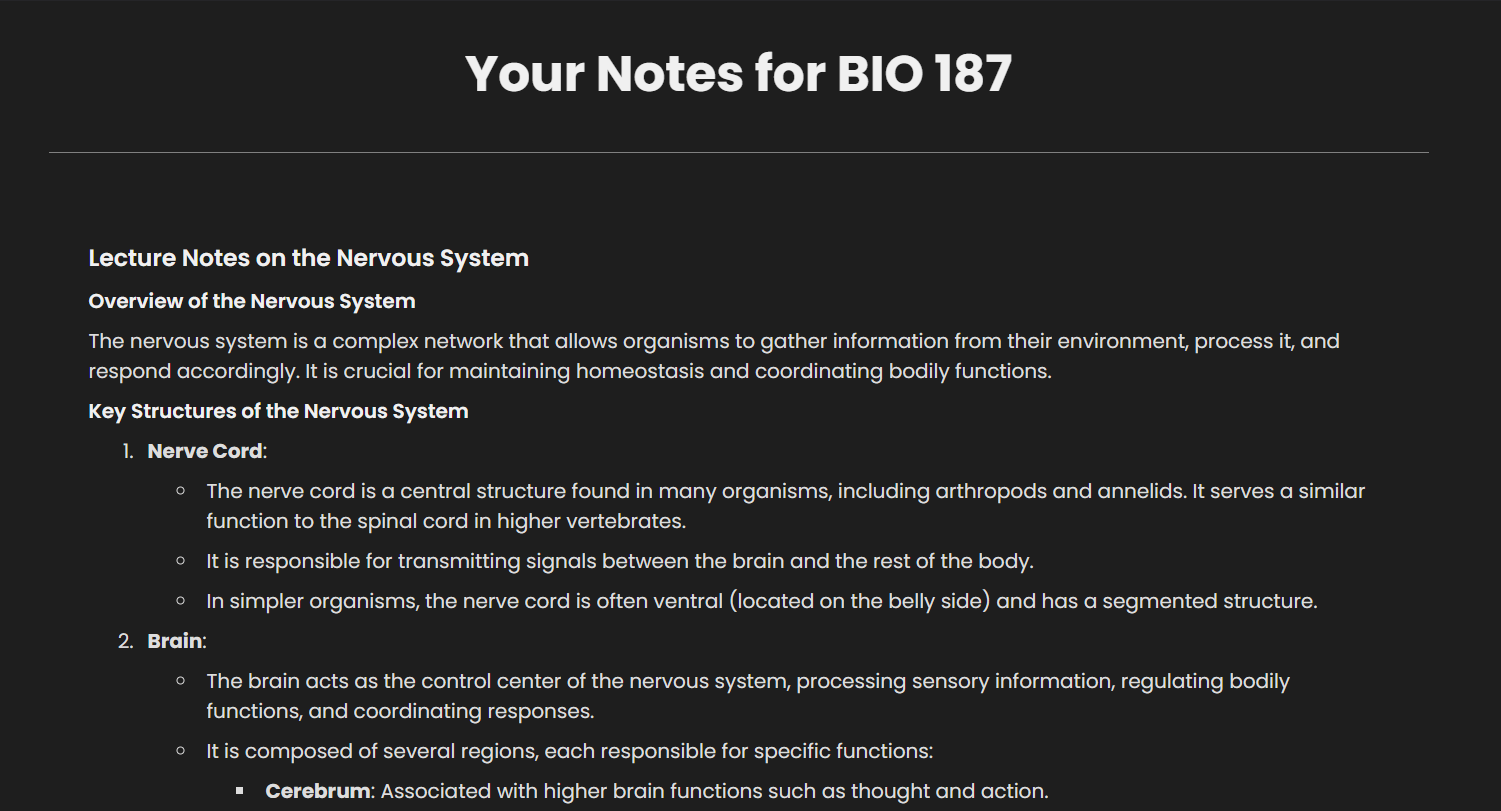 Your Notes for BIO 187
Lecture Notes on the Nervous System
Overview of the Nervous System
The nervous system is a complex network that allows organisms to gather information from their environment, process it, and
respond accordingly. It is crucial for maintaining homeostasis and coordinating bodily functions.
Key Structures of the Nervous System
1. Nerve Cord:
○ The nerve cord is a central structure found in many organisms, including arthropods and annelids. It serves a similar
function to the spinal cord in higher vertebrates.
○ It is responsible for transmitting signals between the brain and the rest of the body.
○ In simpler organisms, the nerve cord is often ventral (located on the belly side) and has a segmented structure.
2. Brain:
○ The brain acts as the control center of the nervous system, processing sensory information, regulating bodily
functions, and coordinating responses.
○ It is composed of several regions, each responsible for specific functions:
▪ Cerebrum: Associated with higher brain functions such as thought and action.